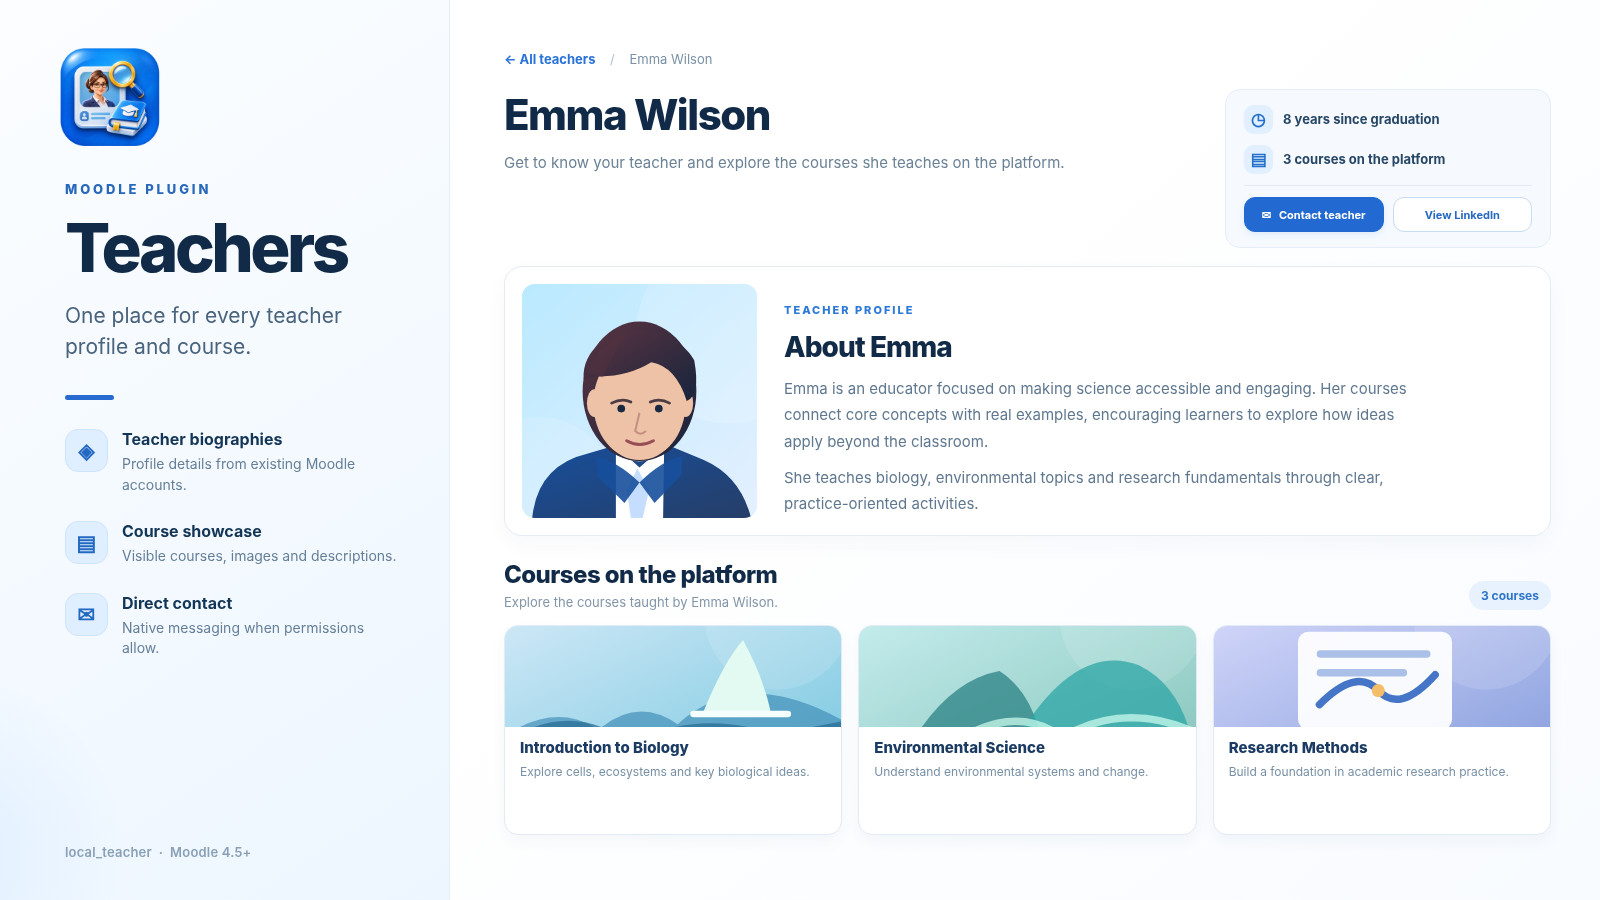 MOODLE PLUGIN
Teachers
One place for every teacher
profile and course.
Teacher biographies
Profile details from existing Moodle
accounts.
Course showcase
Visible courses, images and descriptions.
Direct contact
Native messaging when permissions
allow.
local_teacher · Moodle 4.5+
← All teachers / Emma Wilson
Emma Wilson
Get to know your teacher and explore the courses she teaches on the platform.
8 years since graduation
3 courses on the platform
Contact teacher
View LinkedIn
TEACHER PROFILE
About Emma
Emma is an educator focused on making science accessible and engaging. Her courses
connect core concepts with real examples, encouraging learners to explore how ideas
apply beyond the classroom.
She teaches biology, environmental topics and research fundamentals through clear,
practice-oriented activities.
Courses on the platform
Explore the courses taught by Emma Wilson.
3 courses
Introduction to Biology
Explore cells, ecosystems and key biological ideas.
Environmental Science
Understand environmental systems and change.
Research Methods
Build a foundation in academic research practice.